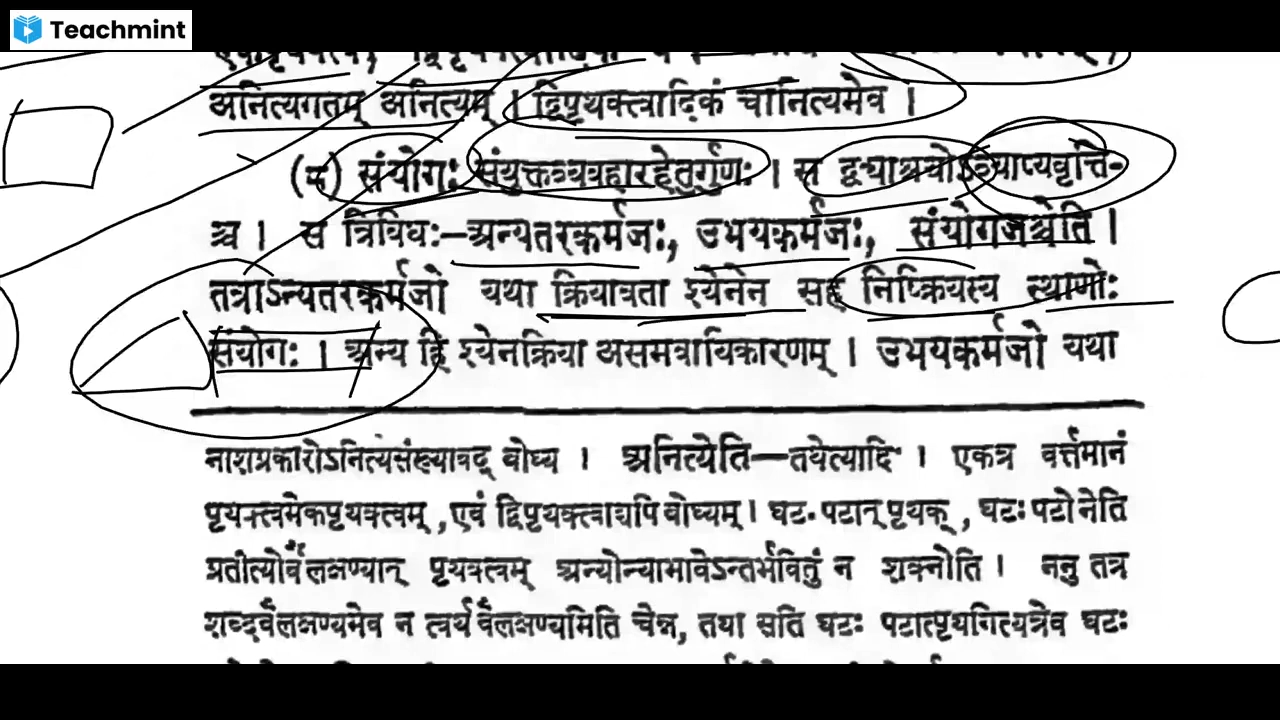 Teachmint
अनित्यगतम् अनित्यम् । द्विपृथक्त्वादिकं चानित्यमेव ।
(८) संयोगः संयुक्तव्यवहारहेतुर्गुणः । स द्व्याश्रयोऽव्याप्यवृत्ति-
श्च । स त्रिविधः—अन्यतरकर्मजः, उभयकर्मजः, संयोगजश्चेति ।
तत्राऽन्यतरकर्मजो यथा क्रियावता श्येनेन सह निष्क्रियस्य स्थाणोः
संयोगः । अस्य हि श्येनक्रिया असमवायिकारणम् । उभयकर्मजो यथा
नाशप्रकारोऽनित्यसंख्यावद् बोध्य । अनित्येति—तयेत्यादि । एकत्र वर्त्तमानं
पृथक्त्वमेकपृथक्त्वम्, एवं द्विपृथक्त्वाद्यपि बोध्यम् । घटः पटात् पृथक्, घटः पटो नेति
प्रतीत्योर्वैलक्षण्यात् पृथक्त्वम् अन्योन्याभावेऽन्तर्भवितुं न शक्नोति । ननु तत्र
शब्दवैलक्षण्यमेव न त्वर्थवैलक्षण्यमिति चेन्न, तथा सति घटः पटात्पृथगित्यत्रेव घटः